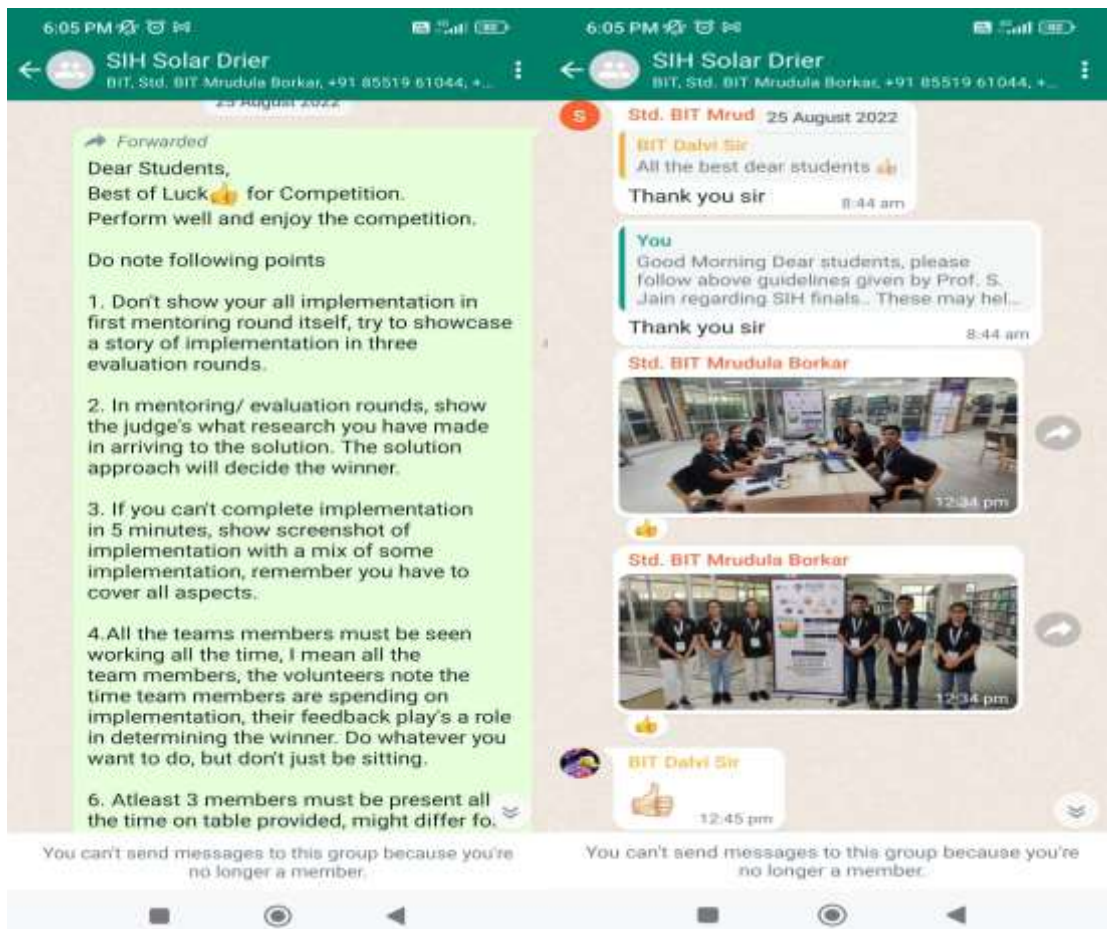 6:05 PM
SIH Solar Drier
BIT, Std. BIT Mrudula Borkar, +91 85519 61044, +...
25 August 2022
Forwarded
Dear Students,
Best of Luck👍 for Competition.
Perform well and enjoy the competition.
Do note following points
1. Don't show your all implementation in
first mentoring round itself, try to showcase
a story of implementation in three
evaluation rounds.
2. In mentoring/ evaluation rounds, show
the judge's what research you have made
in arriving to the solution. The solution
approach will decide the winner.
3. If you can't complete implementation
in 5 minutes, show screenshot of
implementation with a mix of some
implementation, remember you have to
cover all aspects.
4.All the teams members must be seen
working all the time, I mean all the
team members, the volunteers note the
time team members are spending on
implementation, their feedback play's a role
in determining the winner. Do whatever you
want to do, but don't just be sitting.
6. Atleast 3 members must be present all
the time on table provided, might differ fo.
You can't send messages to this group because you're
no longer a member.
6:05 PM
SIH Solar Drier
BIT, Std. BIT Mrudula Borkar, +91 85519 61044, +...
S
Std. BIT Mrud
25 August 2022
BIT Dalvi Sir
All the best dear students 👍
Thank you sir
8:44 am
You
Good Morning Dear students, please
follow above guidelines given by Prof. S.
Jain regarding SIH finals.. These may hel...
Thank you sir
8:44 am
Std. BIT Mrudula Borkar
12:34 pm
Std. BIT Mrudula Borkar
12:34 pm
BIT Dalvi Sir
12:45 pm
You can't send messages to this group because you're
no longer a member.